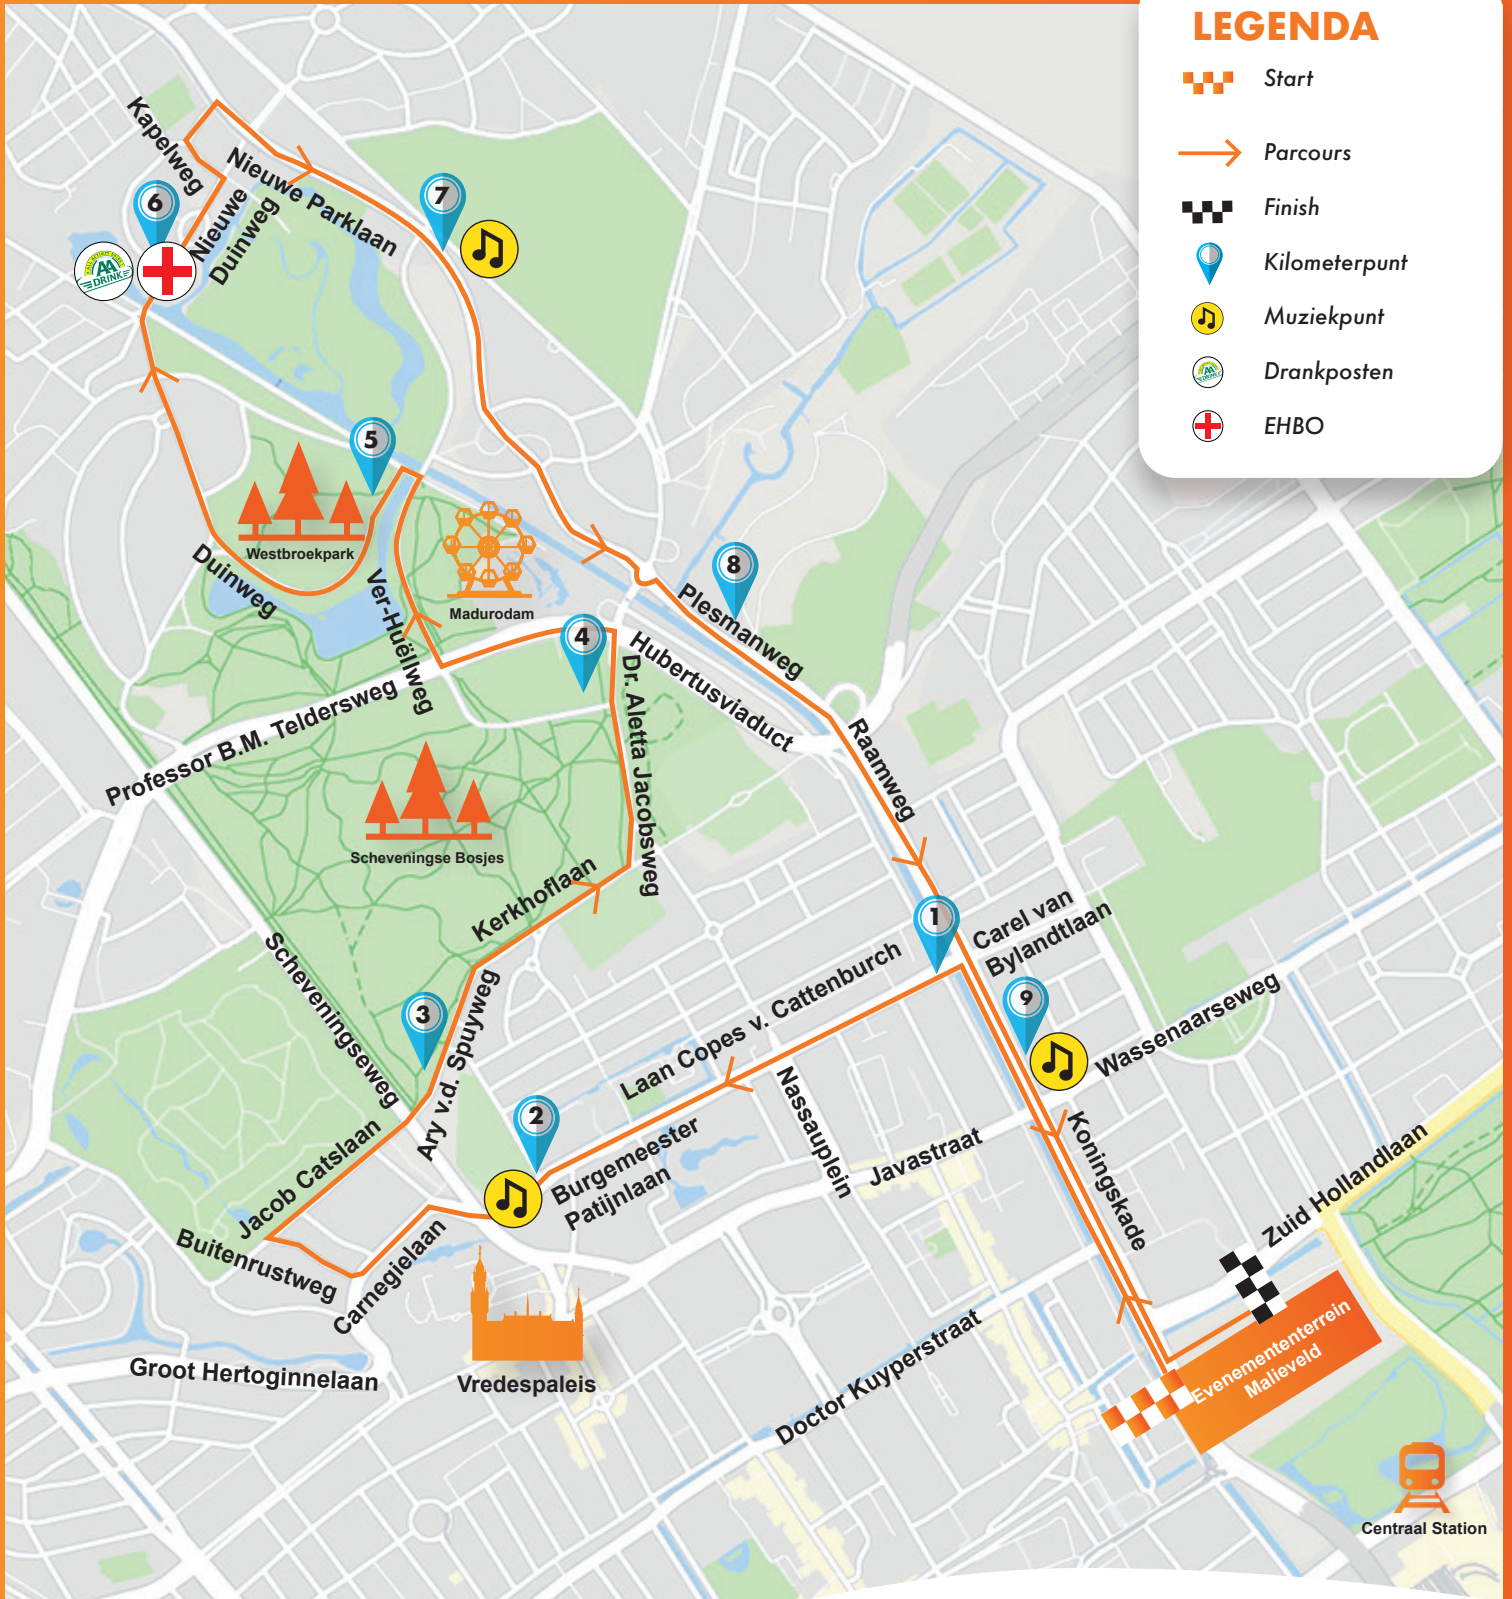 LEGENDA
Start
Parcours
Finish
Kilometerpunt
Muziekpunt
Drankposten
EHBO
Kapelweg
Nieuwe Parklaan
Nieuwe
Duinweg
6
7
AA
DRINK
5
Westbroekpark
Duinweg
Ver-Huëllweg
Madurodam
4
8
Plesmanweg
Hubertusviaduct
Dr. Aletta Jacobsweg
Professor B.M. Teldersweg
Raamweg
Scheveningse Bosjes
Kerkhoflaan
1
Carel van
Bylandtlaan
Scheveningseweg
3
Ary v.d. Spuyweg
Laan Copes v. Cattenburch
9
Wassenaarseweg
Nassauplein
2
Burgemeester
Patijnlaan
Javastraat
Koningskade
Jacob Catslaan
Buitenrustweg
Carnegielaan
Zuid Hollandlaan
Groot Hertoginnelaan
Vredespaleis
Doctor Kuyperstraat
Evenemententerrein
Malieveld
Centraal Station